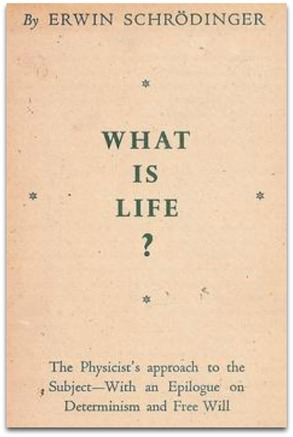 By ERWIN SCHRÖDINGER
WHAT
IS
LIFE
?
The Physicist's approach to the
Subject—With an Epilogue on
Determinism and Free Will